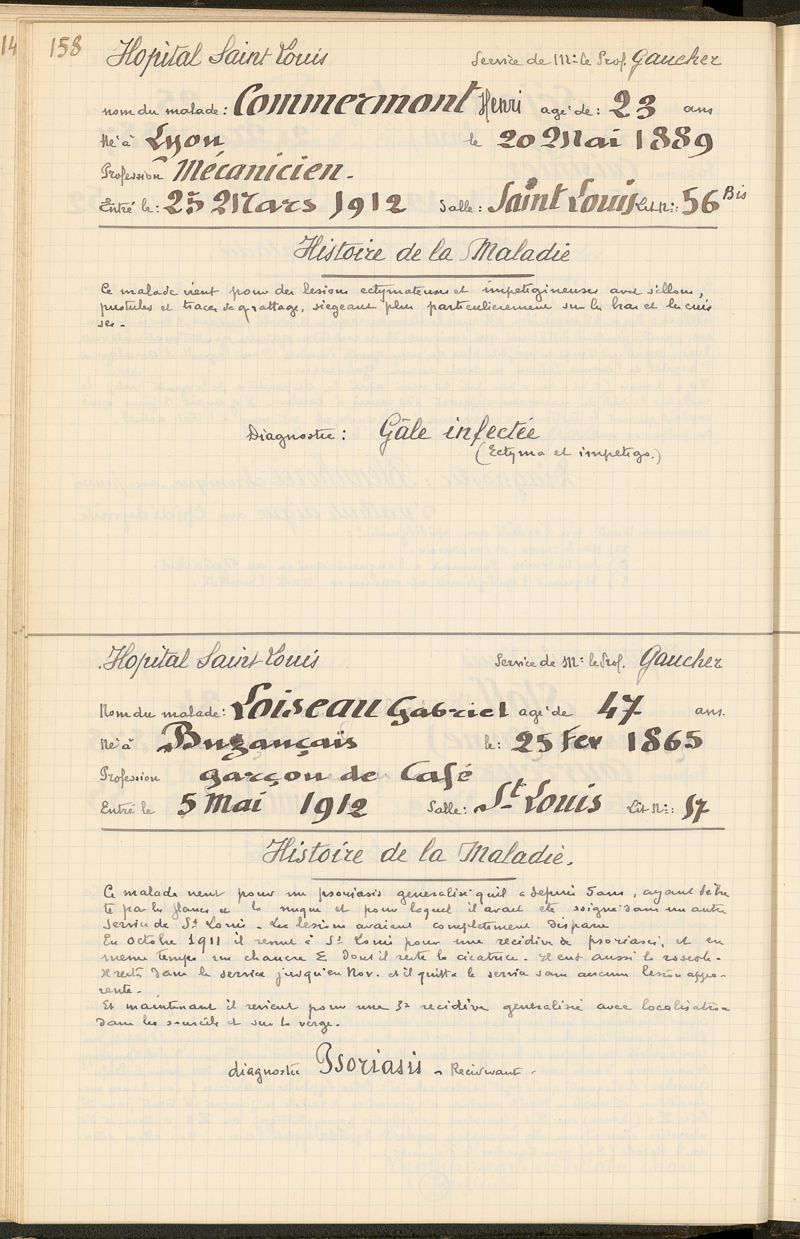 14
158
Hopital Saint Louis Service de Mr le Prof. Gaucher
nom du malade : Commermont Henri agé de : 23 ans
Né à Lyon le 20 Mai 1889
Profession Mécanicien -
Entré le : 25 Mars 1912 Salle : Saint Louis Lit No : 56 Bis
Histoire de la Maladie
Ce malade vient pour des lesions ectymateuses et impetigineuses avec sillons,
pustules et traces de grattage, siegeant plus particulierement sur les bras et les cuis
ses -
Diagnostic : Gâle infectée
(Ectyma et impetigo.)
Hopital Saint Louis Service de Mr : le Prof. Gaucher
Nom du malade : Loiseau Gabriel agé de 47 ans.
Né à Buzançais le : 25 Fev 1865
Profession garçon de Café
Entré le 5 Mai 1912 Salle : St Louis Lit No : 57
Histoire de la Maladie.
Ce malade vient pour un psoriasis generalisé qu'il a depuis 5 ans, ayant débu
té par les flancs et la nuque et pour lequel il avait été soigné dans un autre
Service de St Louis - Les lesions avaient completement disparu
En Octobre 1911 il revint à St Louis pour une recidive de psoriasis, et en
meme temps un chancre Σ dont il reste la cicatrice. Il eut aussi la roseole -
Il resta dans le service jusqu'en Nov. et il quitta le service sans aucune lesion appa-
rente -
Et maintenant il revient pour une 3e recidive generalisée avec localisation
dans les sourcils et sur la verge.
diagnostic Psoriasis - Recidivant -